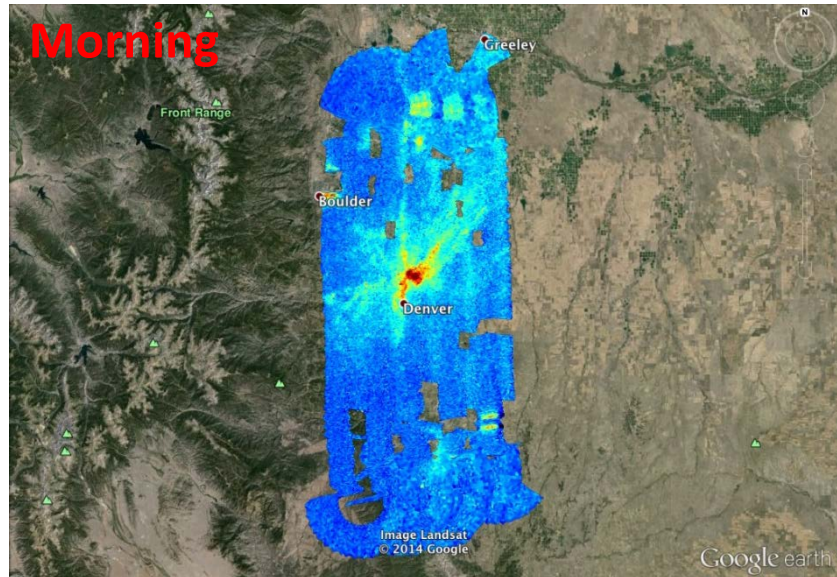 Morning
N
Greeley
Front Range
Boulder
Denver
Image Landsat
© 2014 Google
Google earth